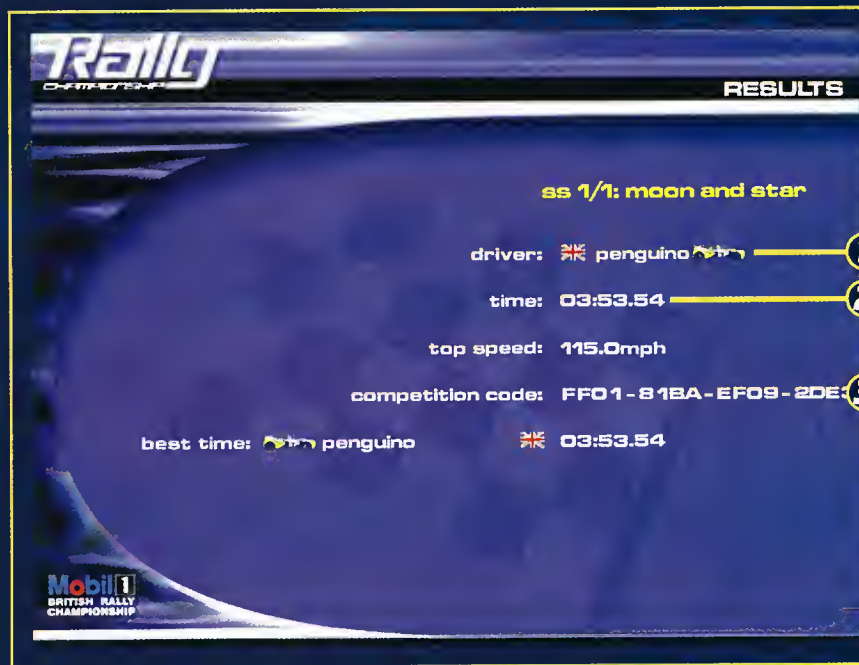 Rally
CHAMPIONSHIP
RESULTS
ss 1/1: moon and star
driver: penguino
time: 03:53.54
top speed: 115.0mph
competition code: FF01-81BA-EF09-2DE
best time: penguino 03:53.54
Mobil 1
BRITISH RALLY
CHAMPIONSHIP